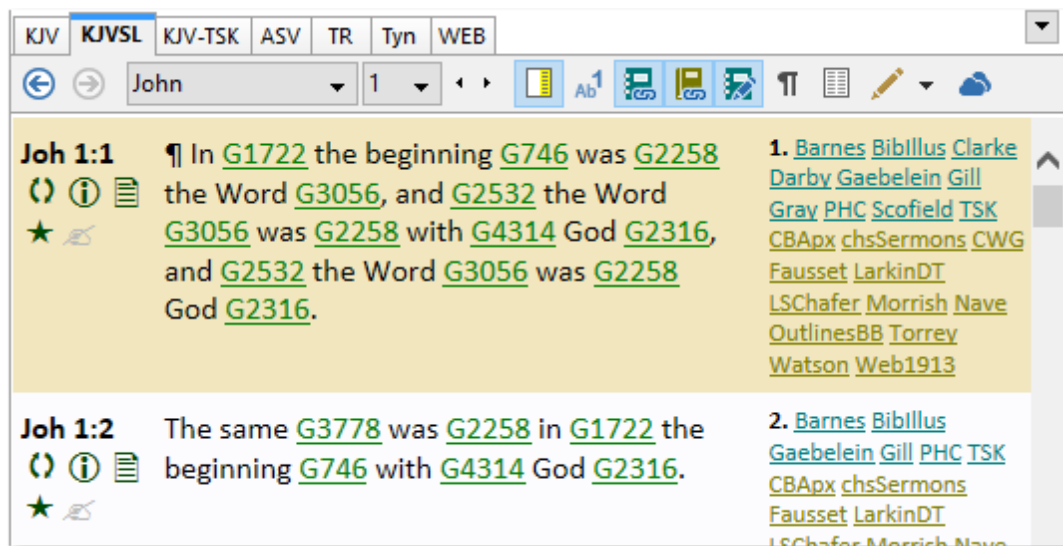 KJV KJVSL KJV-TSK ASV TR Tyn WEB
John 1 Ab1 ¶
Joh 1:1
¶ In G1722 the beginning G746 was G2258
the Word G3056, and G2532 the Word
G3056 was G2258 with G4314 God G2316,
and G2532 the Word G3056 was G2258
God G2316.
1. Barnes BibIllus Clarke
Darby Gaebelein Gill
Gray PHC Scofield TSK
CBApx chsSermons CWG
Fausset LarkinDT
LSChafer Morrish Nave
OutlinesBB Torrey
Watson Web1913
Joh 1:2
The same G3778 was G2258 in G1722 the
beginning G746 with G4314 God G2316.
2. Barnes BibIllus
Gaebelein Gill PHC TSK
CBApx chsSermons
Fausset LarkinDT
LSChafer Morrish Nave